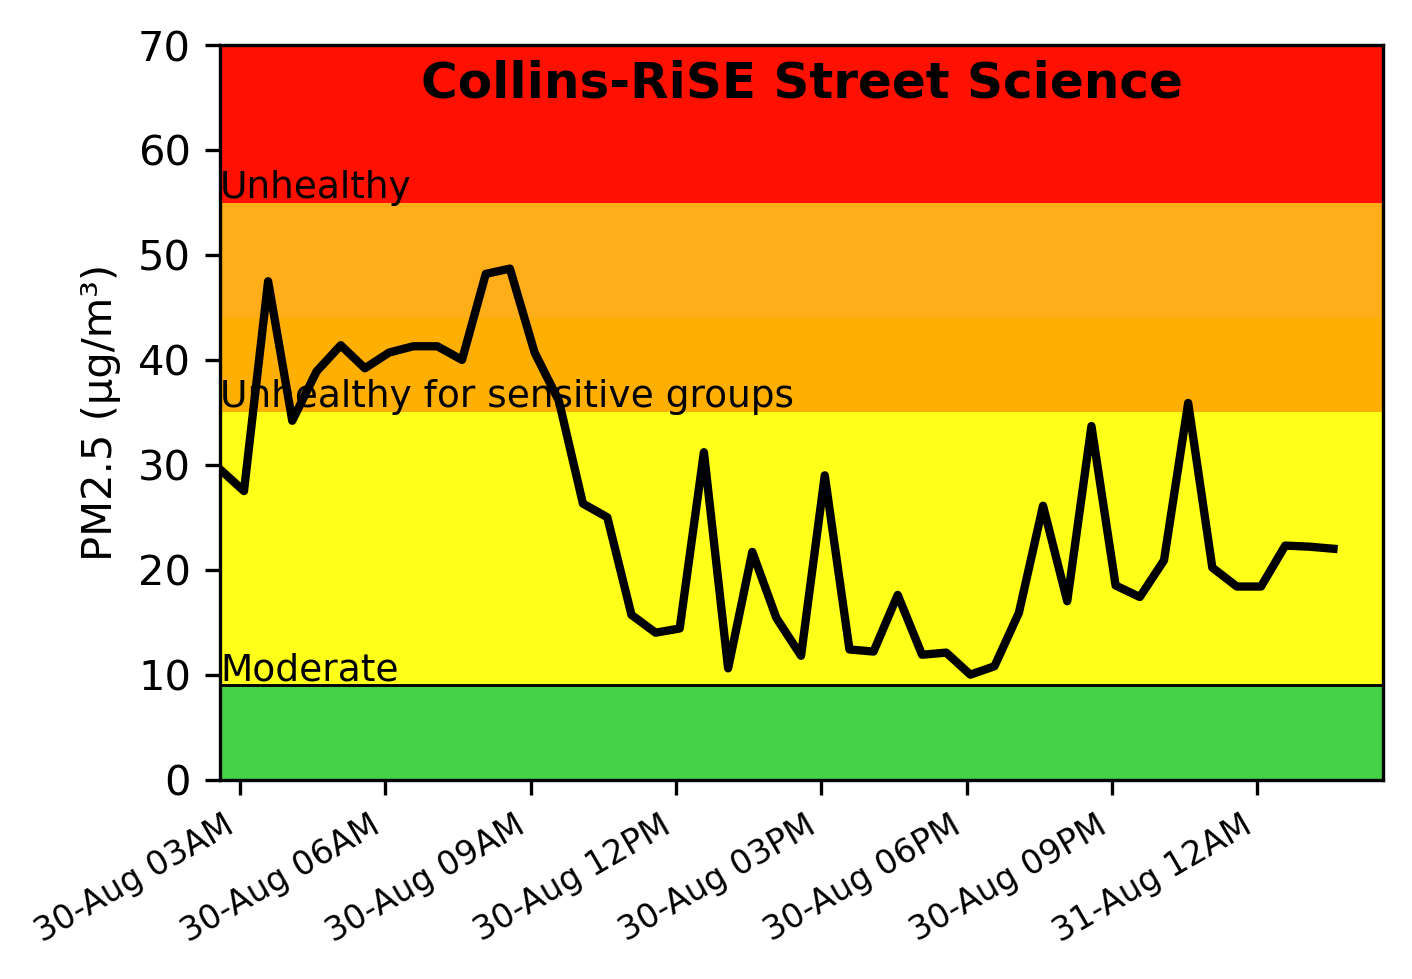 Collins-RiSE Street Science
70
60
Unhealthy
50
40
Unhealthy for sensitive groups
30
20
Moderate
10
0
PM2.5 (μg/m³)
30-Aug 03AM
30-Aug 06AM
30-Aug 09AM
30-Aug 12PM
30-Aug 03PM
30-Aug 06PM
30-Aug 09PM
31-Aug 12AM